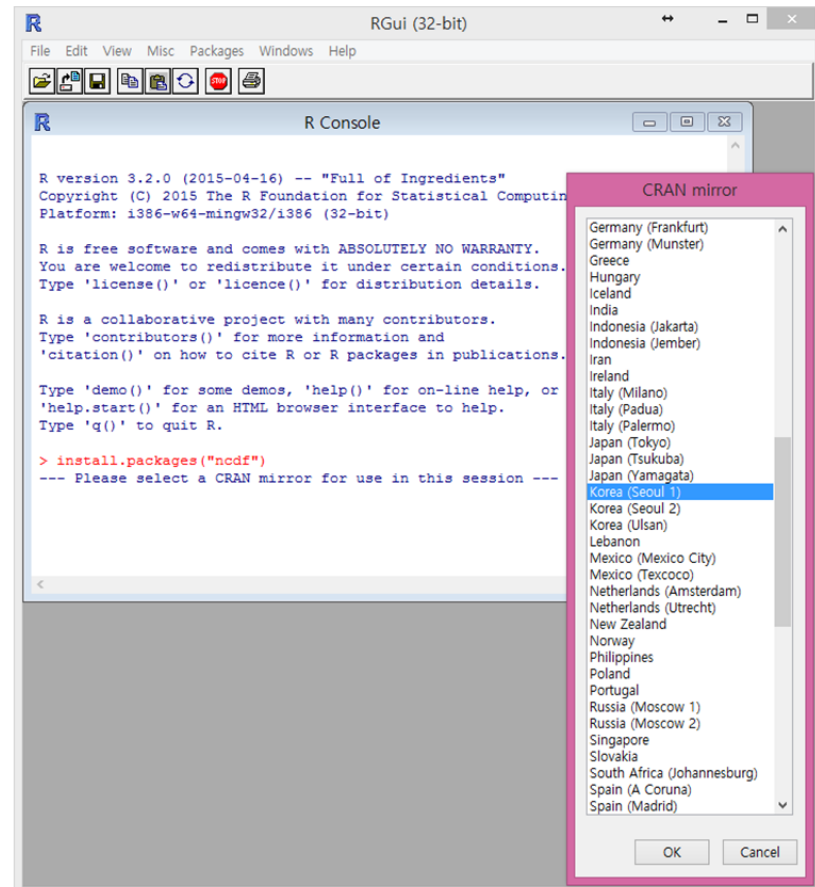 RGui (32-bit)
File Edit View Misc Packages Windows Help
STOP
R Console
R version 3.2.0 (2015-04-16) -- "Full of Ingredients"
Copyright (C) 2015 The R Foundation for Statistical Computin
Platform: i386-w64-mingw32/i386 (32-bit)
R is free software and comes with ABSOLUTELY NO WARRANTY.
You are welcome to redistribute it under certain conditions.
Type 'license()' or 'licence()' for distribution details.
R is a collaborative project with many contributors.
Type 'contributors()' for more information and
'citation()' on how to cite R or R packages in publications.
Type 'demo()' for some demos, 'help()' for on-line help, or
'help.start()' for an HTML browser interface to help.
Type 'q()' to quit R.
> install.packages("ncdf")
--- Please select a CRAN mirror for use in this session ---
CRAN mirror
Germany (Frankfurt)
Germany (Munster)
Greece
Hungary
Iceland
India
Indonesia (Jakarta)
Indonesia (Jember)
Iran
Ireland
Italy (Milano)
Italy (Padua)
Italy (Palermo)
Japan (Tokyo)
Japan (Tsukuba)
Japan (Yamagata)
Korea (Seoul 1)
Korea (Seoul 2)
Korea (Ulsan)
Lebanon
Mexico (Mexico City)
Mexico (Texcoco)
Netherlands (Amsterdam)
Netherlands (Utrecht)
New Zealand
Norway
Philippines
Poland
Portugal
Russia (Moscow 1)
Russia (Moscow 2)
Singapore
Slovakia
South Africa (Johannesburg)
Spain (A Coruna)
Spain (Madrid)
OK Cancel